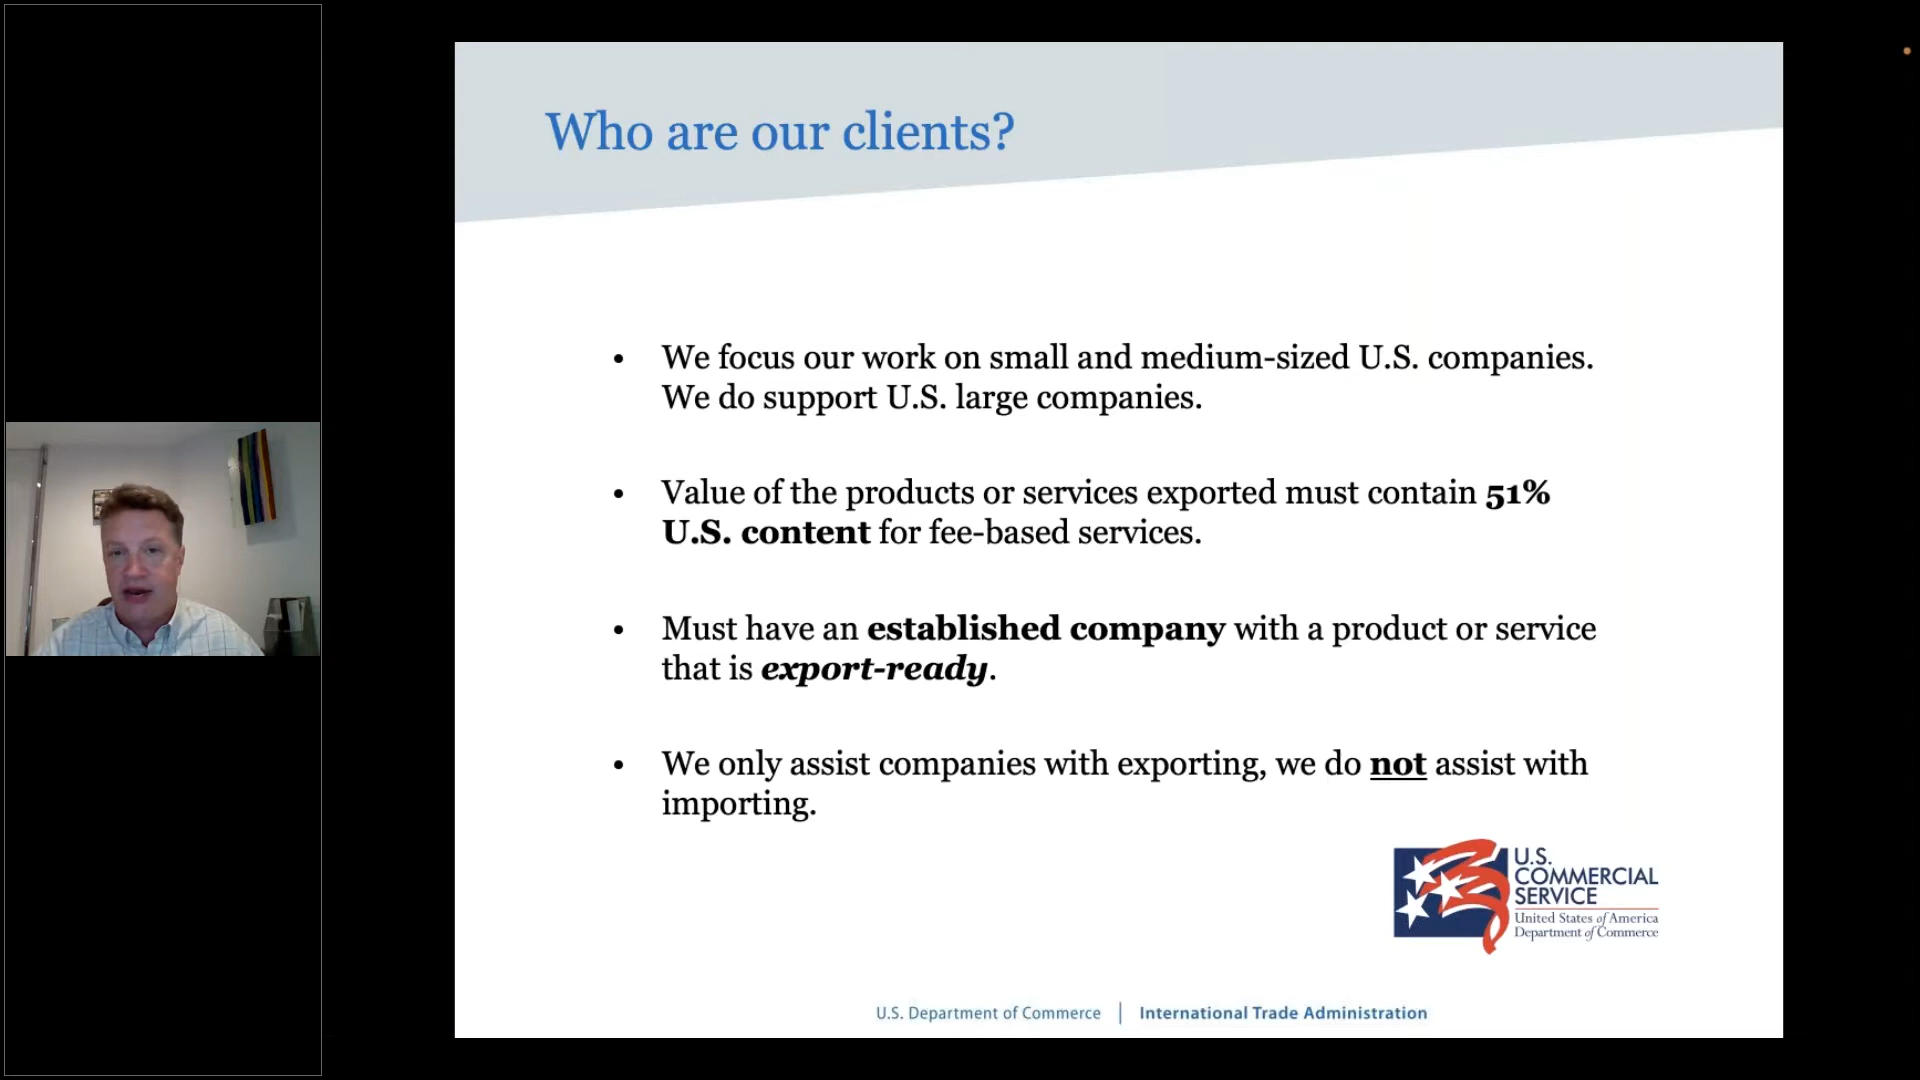 Who are our clients?
• We focus our work on small and medium-sized U.S. companies.
We do support U.S. large companies.
• Value of the products or services exported must contain 51%
U.S. content for fee-based services.
• Must have an established company with a product or service
that is export-ready.
• We only assist companies with exporting, we do not assist with
importing.
U.S.
COMMERCIAL
SERVICE
United States of America
Department of Commerce
U.S. Department of Commerce | International Trade Administration